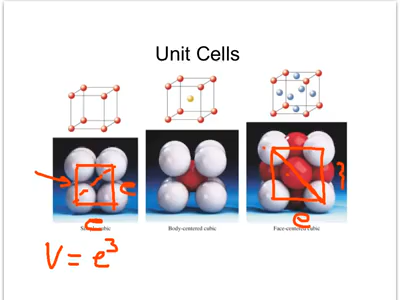 Unit Cells
e
e
e
Simple cubic
Body-centered cubic
Face-centered cubic
V = e³